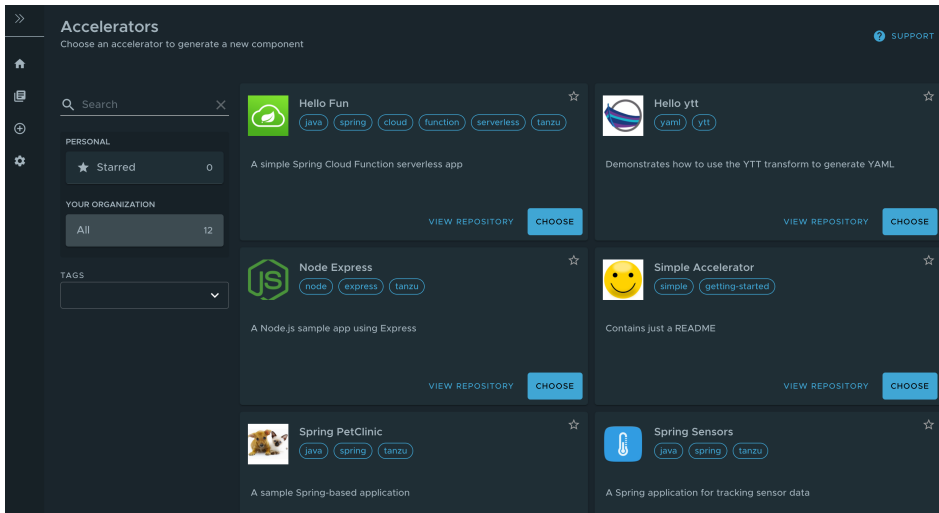 Accelerators
Choose an accelerator to generate a new component
? SUPPORT
Search
PERSONAL
Starred 0
YOUR ORGANIZATION
All 12
TAGS
Hello Fun
java spring cloud function serverless tanzu
A simple Spring Cloud Function serverless app
VIEW REPOSITORY CHOOSE
Hello ytt
yaml ytt
Demonstrates how to use the YTT transform to generate YAML
VIEW REPOSITORY CHOOSE
JS
Node Express
node express tanzu
A Node.js sample app using Express
VIEW REPOSITORY CHOOSE
Simple Accelerator
simple getting-started
Contains just a README
VIEW REPOSITORY CHOOSE
Spring PetClinic
java spring tanzu
A sample Spring-based application
Spring Sensors
java spring tanzu
A Spring application for tracking sensor data